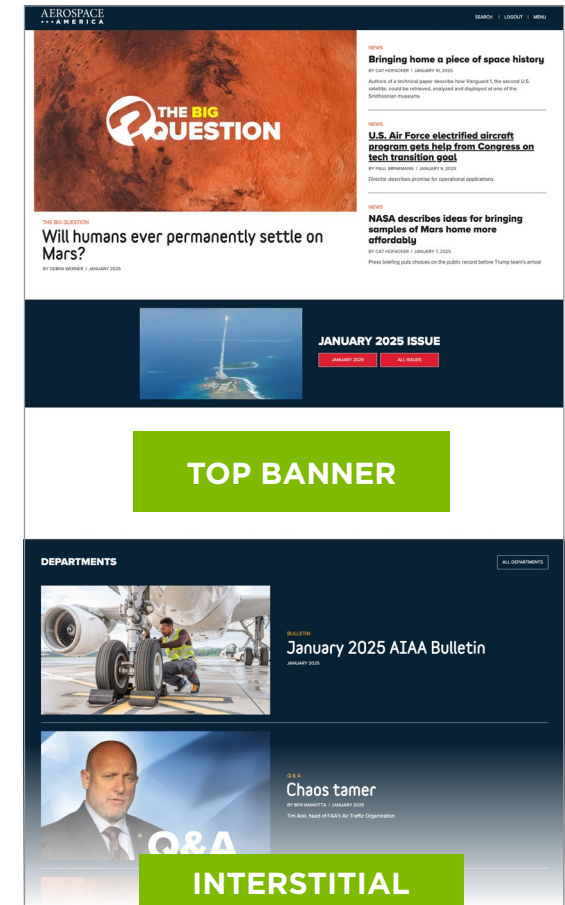 AEROSPACE
★★★ AMERICA
SEARCH | LOGOUT | MENU
THE BIG
QUESTION
THE BIG QUESTION
Will humans ever permanently settle on
Mars?
BY DEBRA WERNER | JANUARY 2025
NEWS
Bringing home a piece of space history
BY CAT HOFACKER | JANUARY 10, 2025
Authors of a technical paper describe how Vanguard 1, the second U.S.
satellite, could be retrieved, analyzed and displayed at one of the
Smithsonian museums
NEWS
U.S. Air Force electrified aircraft
program gets help from Congress on
tech transition goal
BY PAUL BRINKMANN | JANUARY 9, 2025
Director describes promise for operational applications
NEWS
NASA describes ideas for bringing
samples of Mars home more
affordably
BY CAT HOFACKER | JANUARY 7, 2025
Press briefing puts choices on the public record before Trump team's arrival
JANUARY 2025 ISSUE
JANUARY 2025
ALL ISSUES
TOP BANNER
DEPARTMENTS
ALL DEPARTMENTS
BULLETIN
January 2025 AIAA Bulletin
JANUARY 2025
Q&A
Q & A
Chaos tamer
BY BEN IANNOTTA | JANUARY 2025
Tim Arel, head of FAA's Air Traffic Organization
INTERSTITIAL